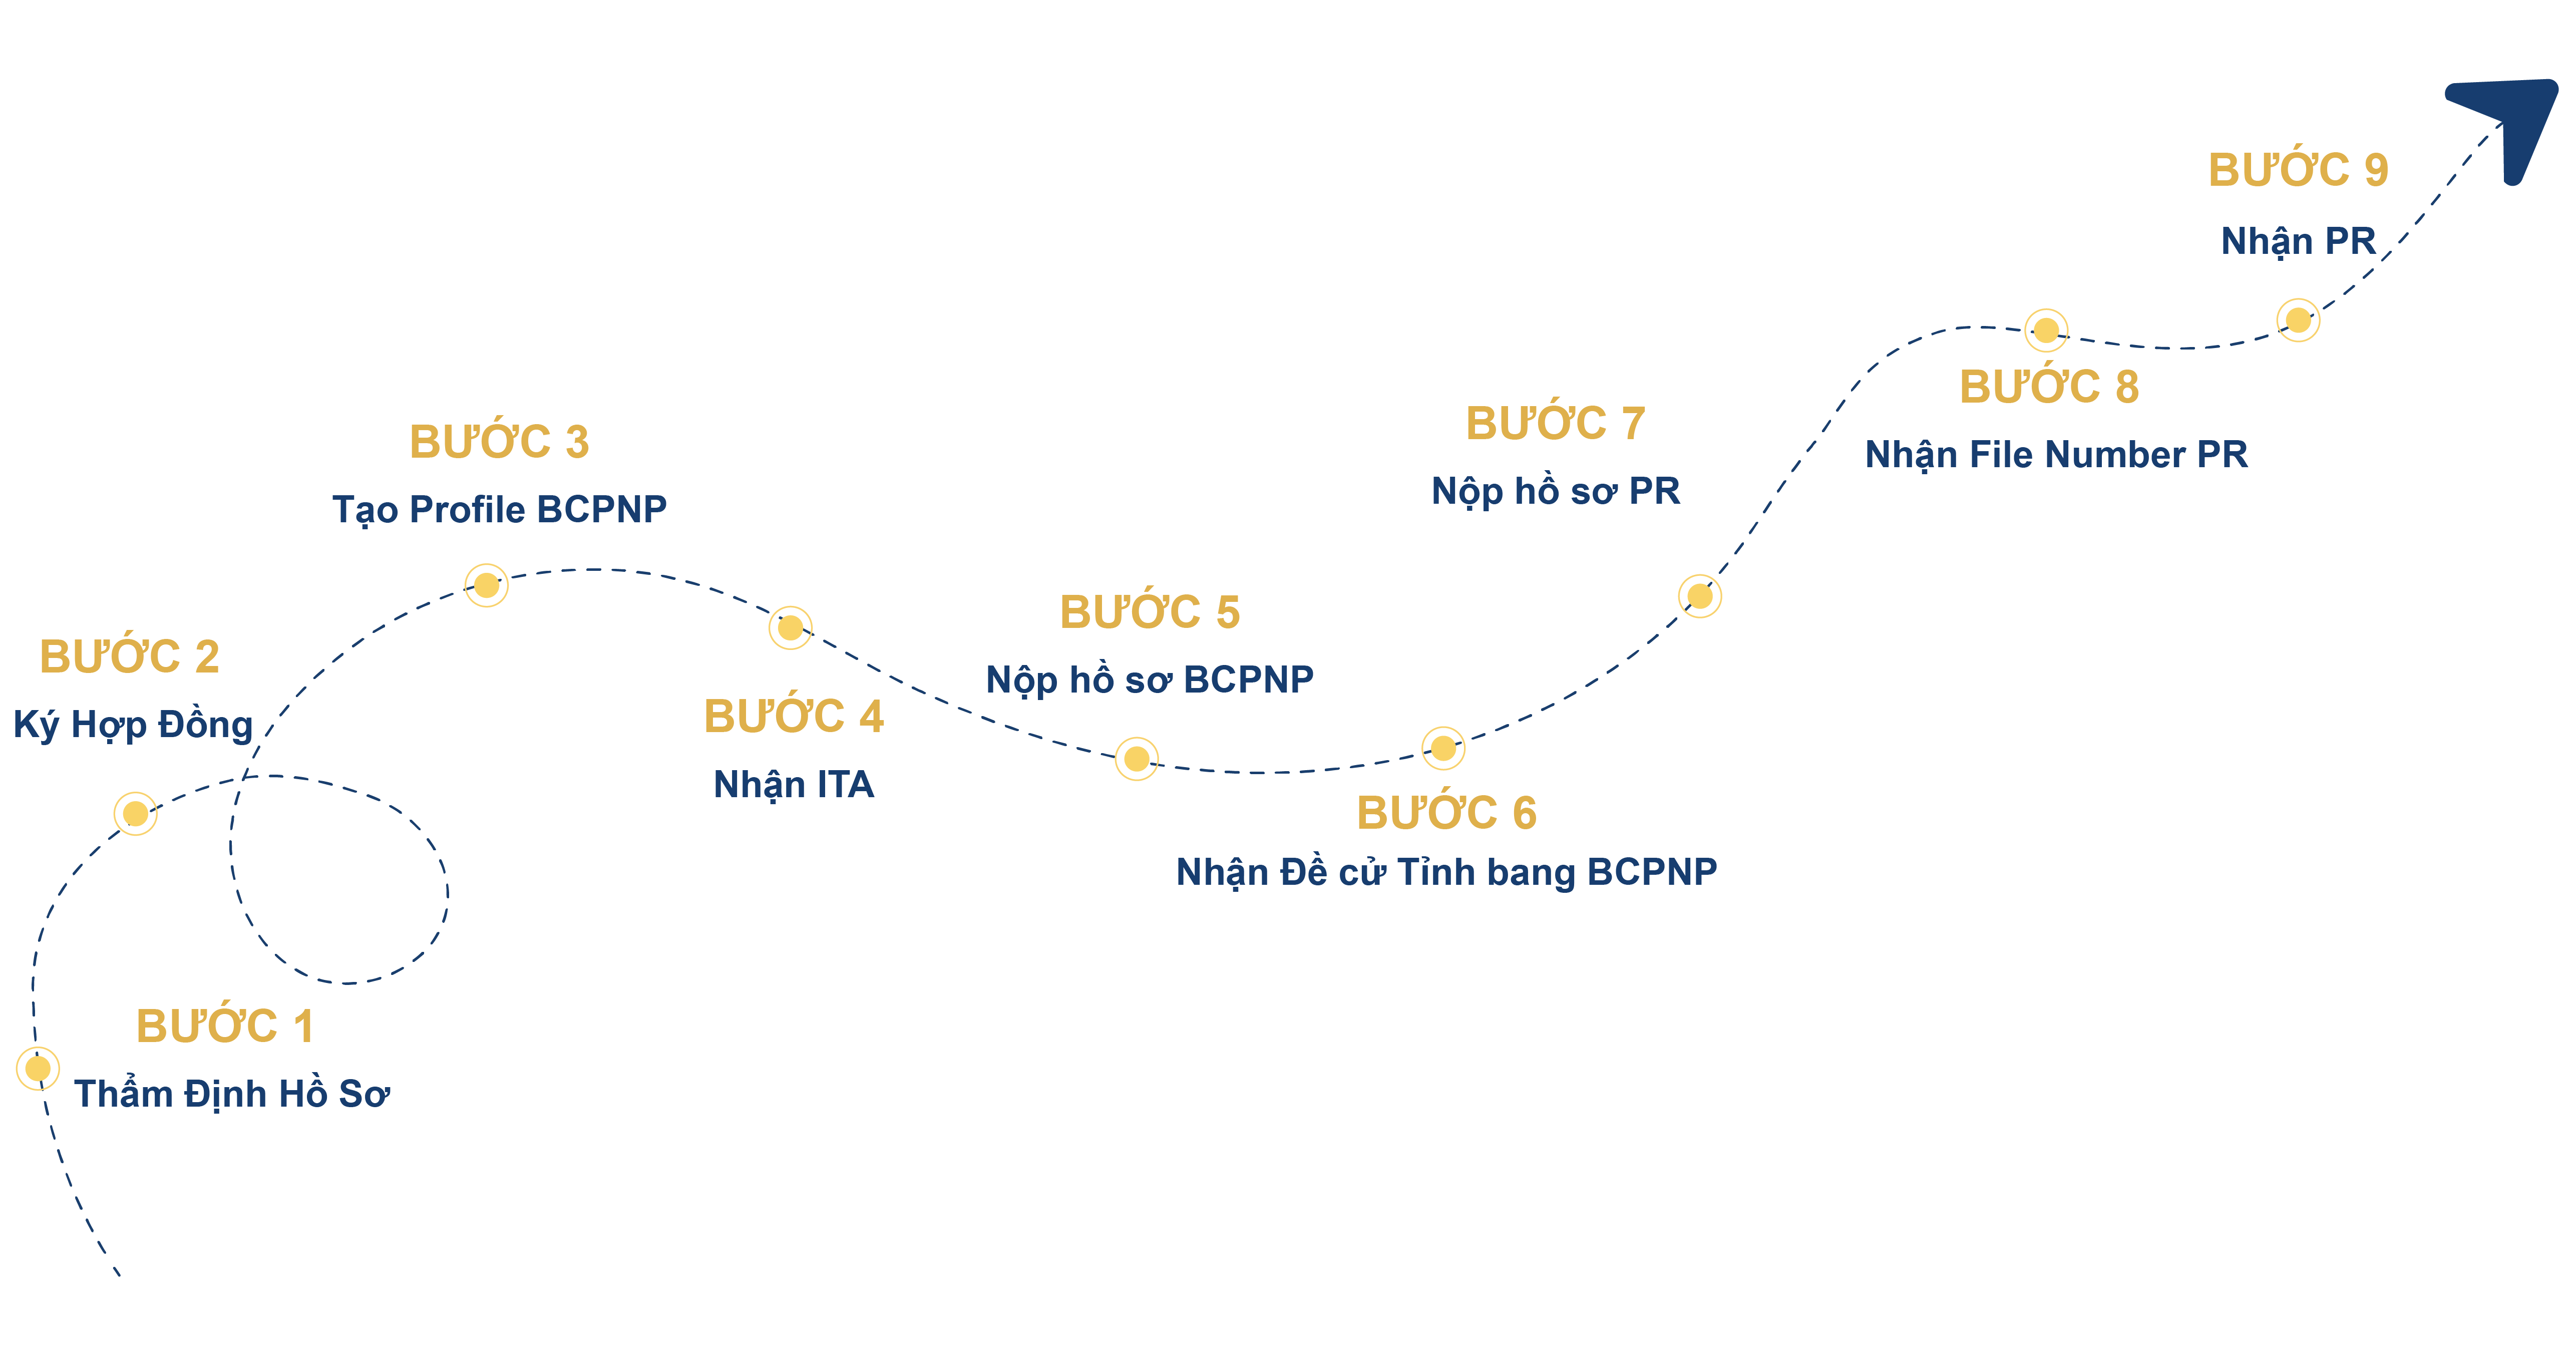 BƯỚC 1
Thẩm Định Hồ Sơ
BƯỚC 2
Ký Hợp Đồng
BƯỚC 3
Tạo Profile BCPNP
BƯỚC 4
Nhận ITA
BƯỚC 5
Nộp hồ sơ BCPNP
BƯỚC 6
Nhận Đề cử Tỉnh bang BCPNP
BƯỚC 7
Nộp hồ sơ PR
BƯỚC 8
Nhận File Number PR
BƯỚC 9
Nhận PR